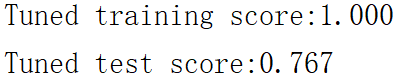 Tuned training score:1.000
Tuned test score:0.767